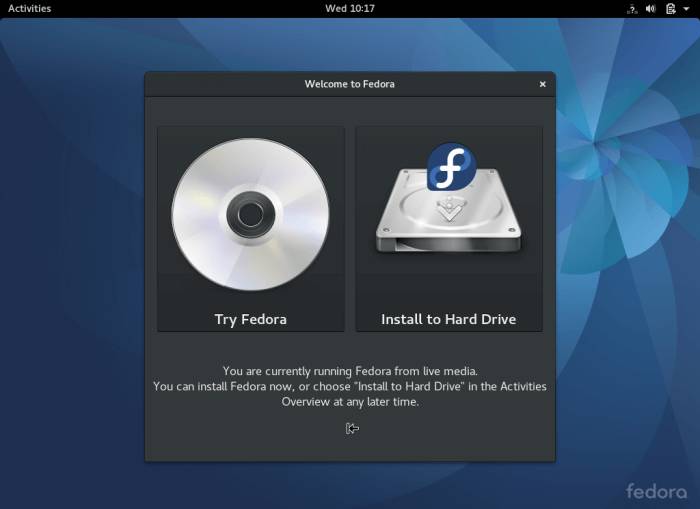 Activities
Wed 10:17
Welcome to Fedora
Try Fedora
Install to Hard Drive
You are currently running Fedora from live media.
You can install Fedora now, or choose "Install to Hard Drive" in the Activities
Overview at any later time.
fedora